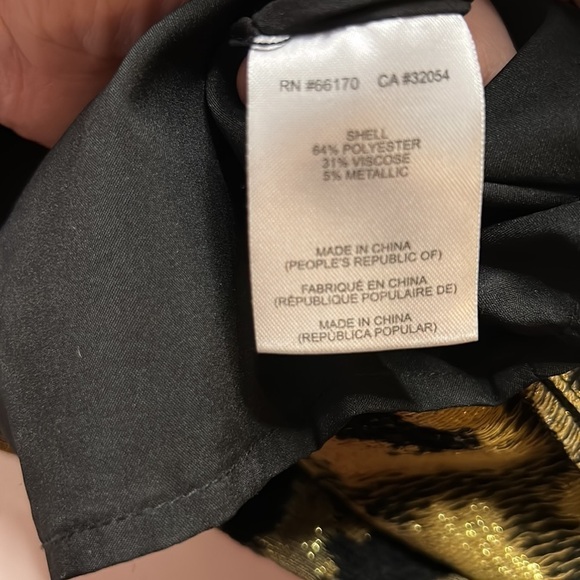 RN #66170 CA #32054
SHELL
64% POLYESTER
31% VISCOSE
5% METALLIC
MADE IN CHINA
(PEOPLE'S REPUBLIC OF)
FABRIQUÉ EN CHINA
(RÉPUBLIQUE POPULAIRE DE)
MADE IN CHINA
(REPÚBLICA POPULAR)